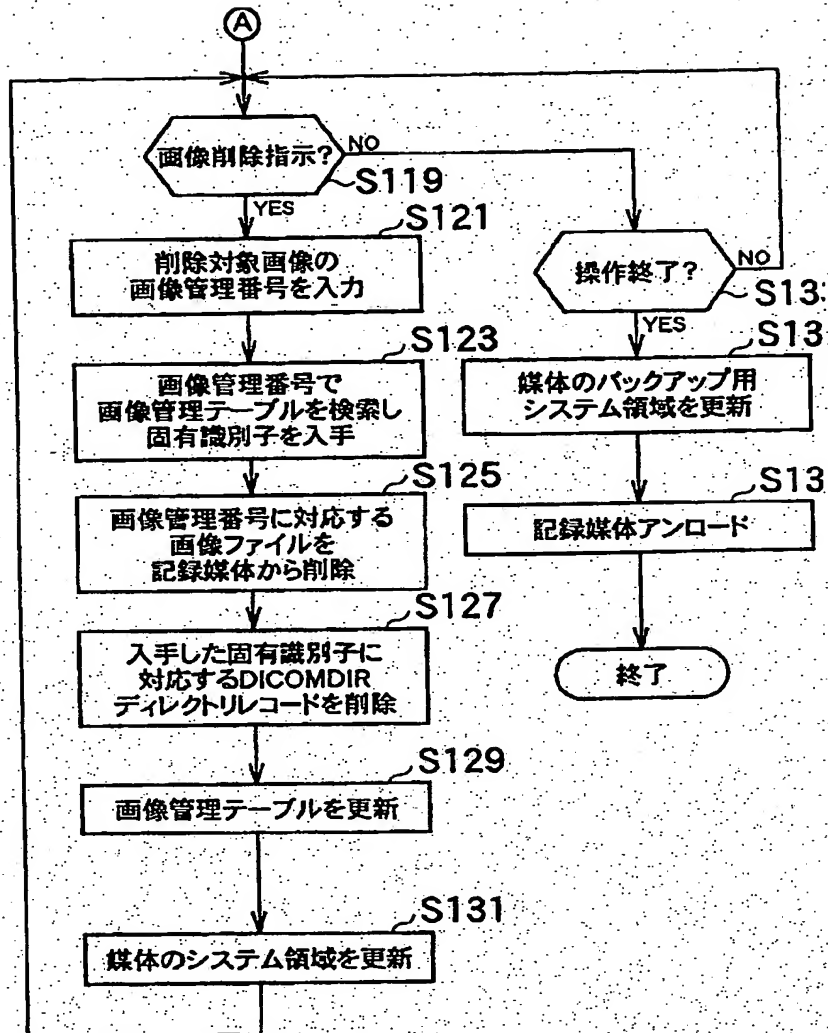 A
画像削除指示?
NO
S119
YES
S121
削除対象画像の
画像管理番号を入力
S123
画像管理番号で
画像管理テーブルを検索し
固有識別子を入手
S125
画像管理番号に対応する
画像ファイルを
記録媒体から削除
S127
入手した固有識別子に
対応するDICOMDIR
ディレクトリレコードを削除
S129
画像管理テーブルを更新
S131
媒体のシステム領域を更新
操作終了?
NO
YES
媒体のバックアップ用
システム領域を更新
記録媒体アンロード
終了